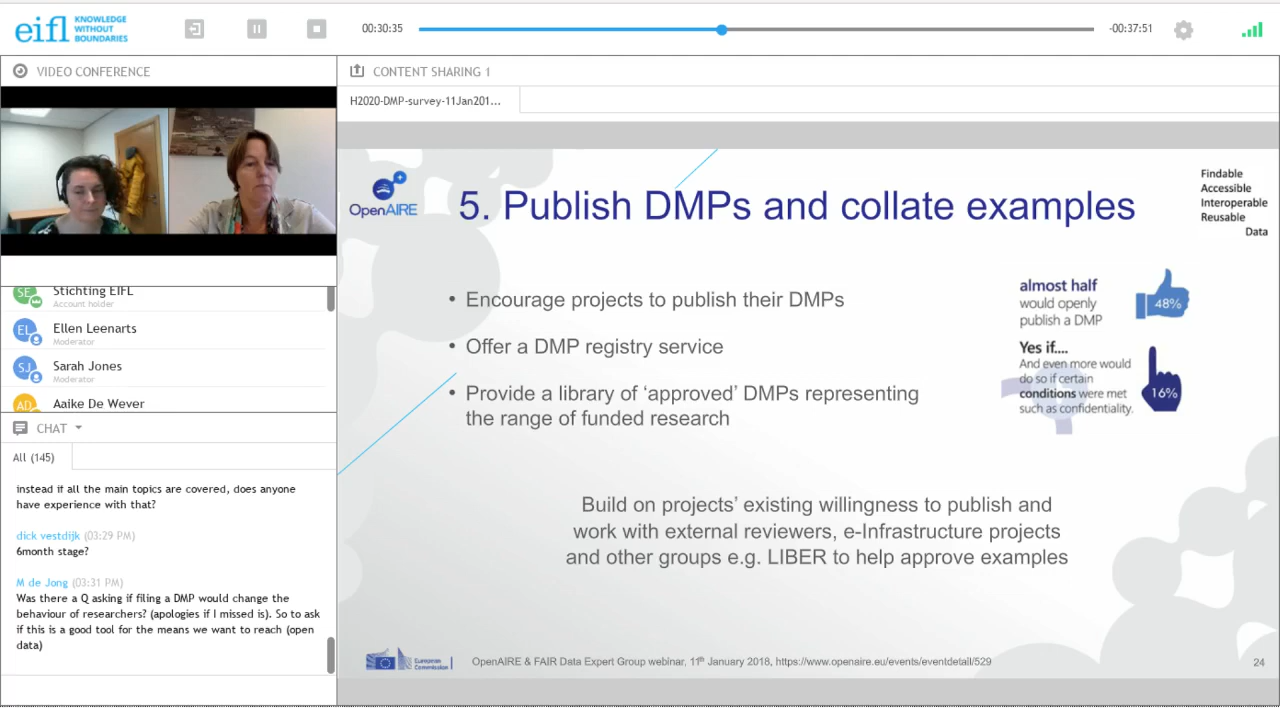 eifl KNOWLEDGE
WITHOUT
BOUNDARIES
00:30:35
-00:37:51
VIDEO CONFERENCE
CONTENT SHARING 1
H2020-DMP-survey-11Jan201...
SE Stichting EIFL
Account holder
EL Ellen Leenarts
Moderator
SJ Sarah Jones
Moderator
AD Aaike De Wever
CHAT
All (145)
instead if all the main topics are covered, does anyone
have experience with that?
dick vestdijk (03:29 PM)
6month stage?
M de Jong (03:31 PM)
Was there a Q asking if filing a DMP would change the
behaviour of researchers? (apologies if I missed is). So to ask
if this is a good tool for the means we want to reach (open
data)
OpenAIRE
5. Publish DMPs and collate examples
Findable
Accessible
Interoperable
Reusable
Data
• Encourage projects to publish their DMPs
• Offer a DMP registry service
• Provide a library of ‘approved’ DMPs representing
the range of funded research
almost half
would openly
publish a DMP
48%
Yes if....
And even more would
do so if certain
conditions were met
such as confidentiality.
16%
Build on projects’ existing willingness to publish and
work with external reviewers, e-Infrastructure projects
and other groups e.g. LIBER to help approve examples
European
Commission
OpenAIRE & FAIR Data Expert Group webinar, 11th January 2018, https://www.openaire.eu/events/eventdetail/529
24